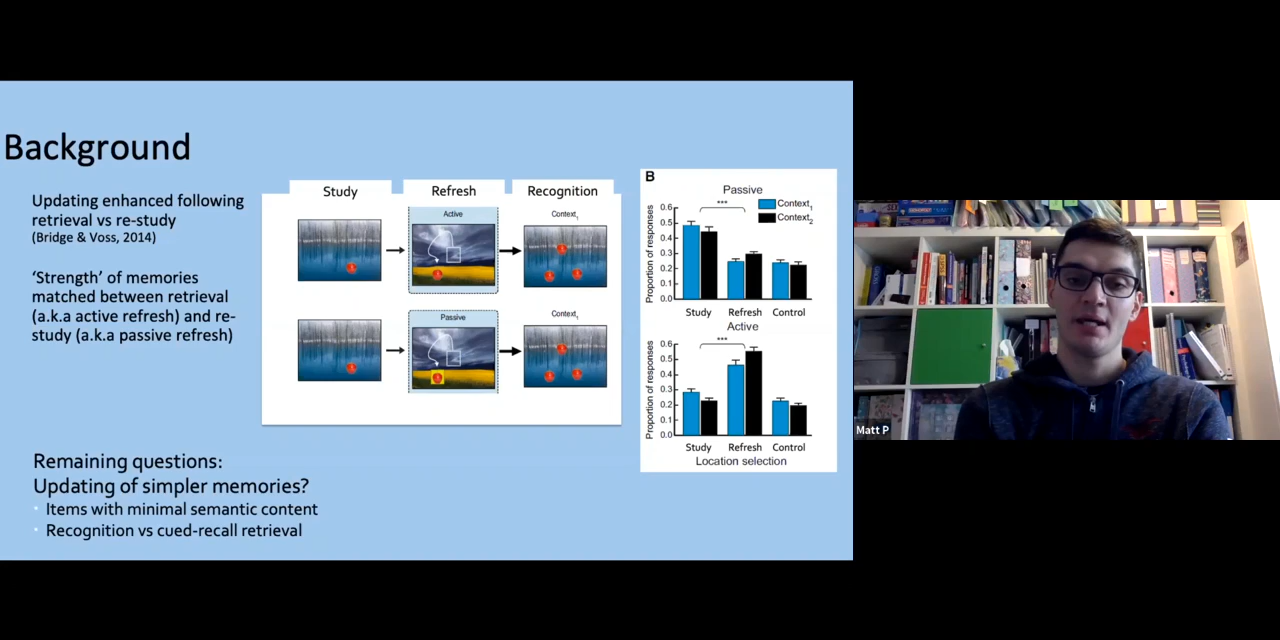 Background
Updating enhanced following
retrieval vs re-study
(Bridge & Voss, 2014)
‘Strength’ of memories
matched between retrieval
(a.k.a active refresh) and re-
study (a.k.a passive refresh)
Remaining questions:
Updating of simpler memories?
Items with minimal semantic content
Recognition vs cued-recall retrieval
Study
Refresh
Recognition
Active
Context1
Passive
Context1
B
Passive
***
Context1
Context2
Proportion of responses
0.6
0.5
0.4
0.3
0.2
0.1
0.0
Study Refresh Control
Active
***
Proportion of responses
0.6
0.5
0.4
0.3
0.2
0.1
0.0
Study Refresh Control
Location selection
Matt P